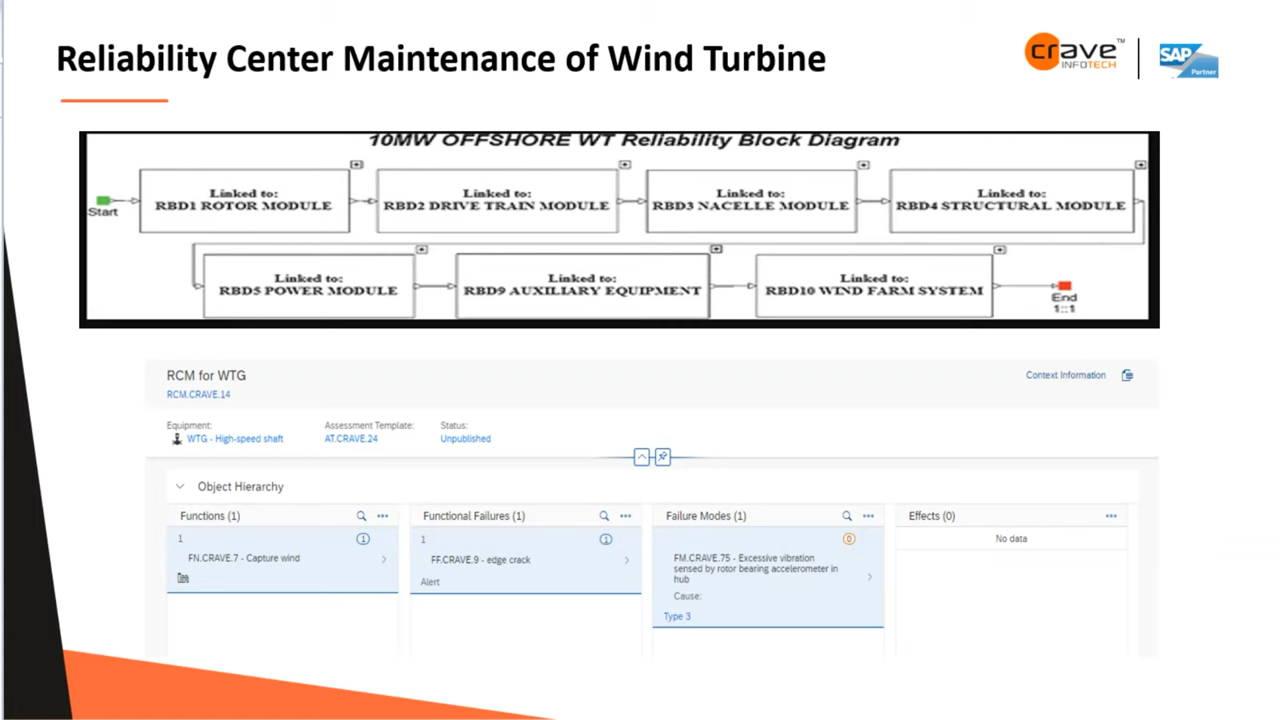 Reliability Center Maintenance of Wind Turbine
crave™
INFOTECH
SAP
Partner
10MW OFFSHORE WT Reliability Block Diagram
Start
Linked to:
RBD1 ROTOR MODULE
Linked to:
RBD2 DRIVE TRAIN MODULE
Linked to:
RBD3 NACELLE MODULE
Linked to:
RBD4 STRUCTURAL MODULE
Linked to:
RBD5 POWER MODULE
Linked to:
RBD9 AUXILIARY EQUIPMENT
Linked to:
RBD10 WIND FARM SYSTEM
End
1::1
RCM for WTG
RCM.CRAVE.14
Context Information
Equipment:
WTG - High-speed shaft
Assessment Template:
AT.CRAVE.24
Status:
Unpublished
Object Hierarchy
Functions (1)
1
1
FN.CRAVE.7 - Capture wind
Functional Failures (1)
1
1
FF.CRAVE.9 - edge crack
Alert
Failure Modes (1)
0
FM.CRAVE.75 - Excessive vibration
sensed by rotor bearing accelerometer in
hub
Cause:
Type 3
Effects (0)
No data